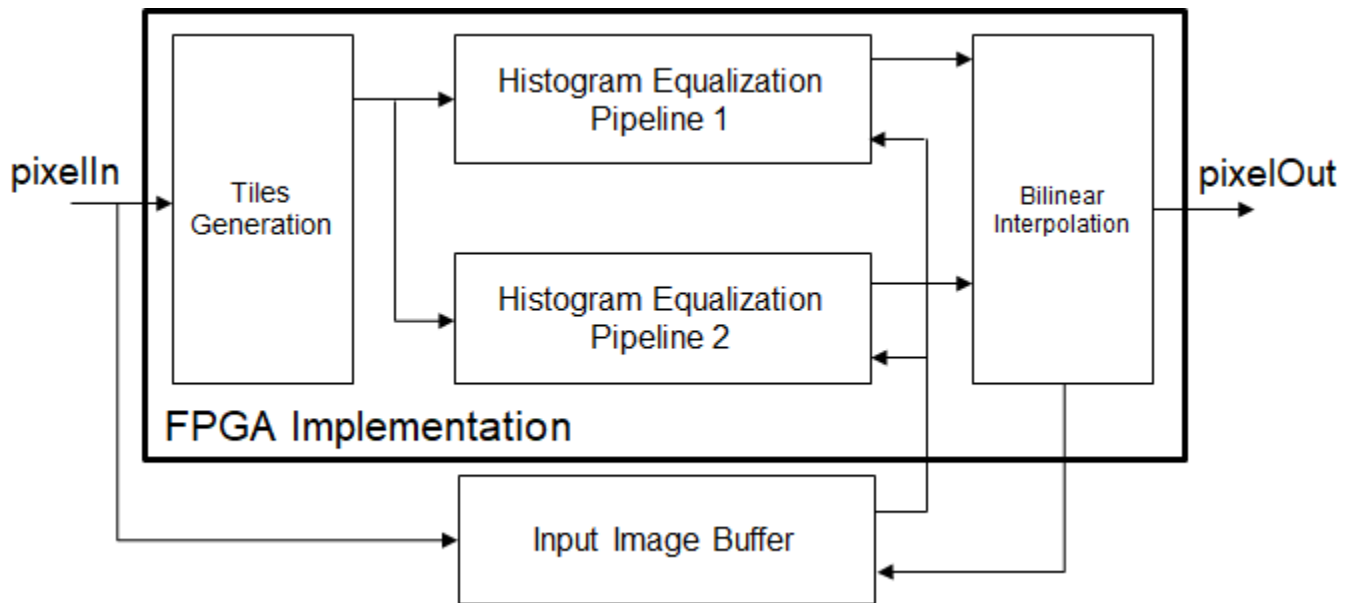 pixelIn
Tiles
Generation
Histogram Equalization
Pipeline 1
Histogram Equalization
Pipeline 2
Bilinear
Interpolation
pixelOut
FPGA Implementation
Input Image Buffer